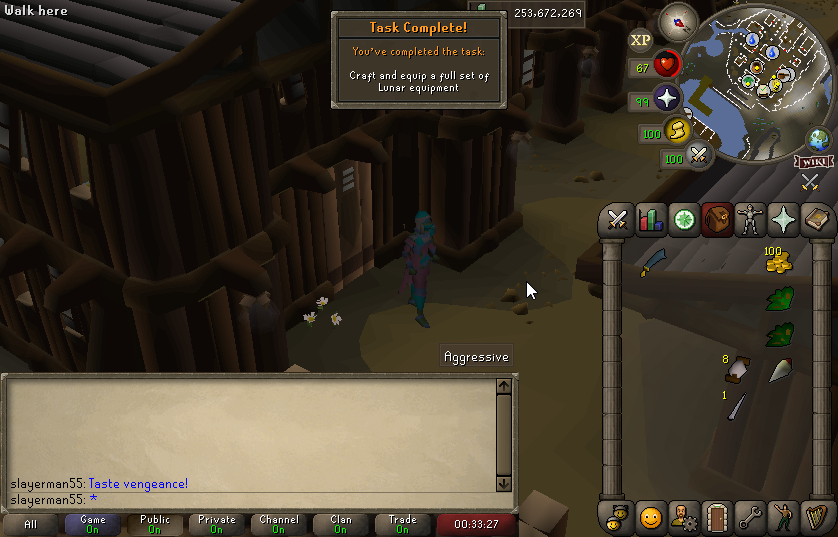 Walk here
Task Complete!
You've completed the task:
Craft and equip a full set of
Lunar equipment
253,672,269
XP
67
99
100
100
WIKI
100
8
1
Aggressive
slayerman55: Taste vengeance!
slayerman55: *
All
Game
On
Public
On
Private
On
Channel
On
Clan
On
Trade
On
00:33:27